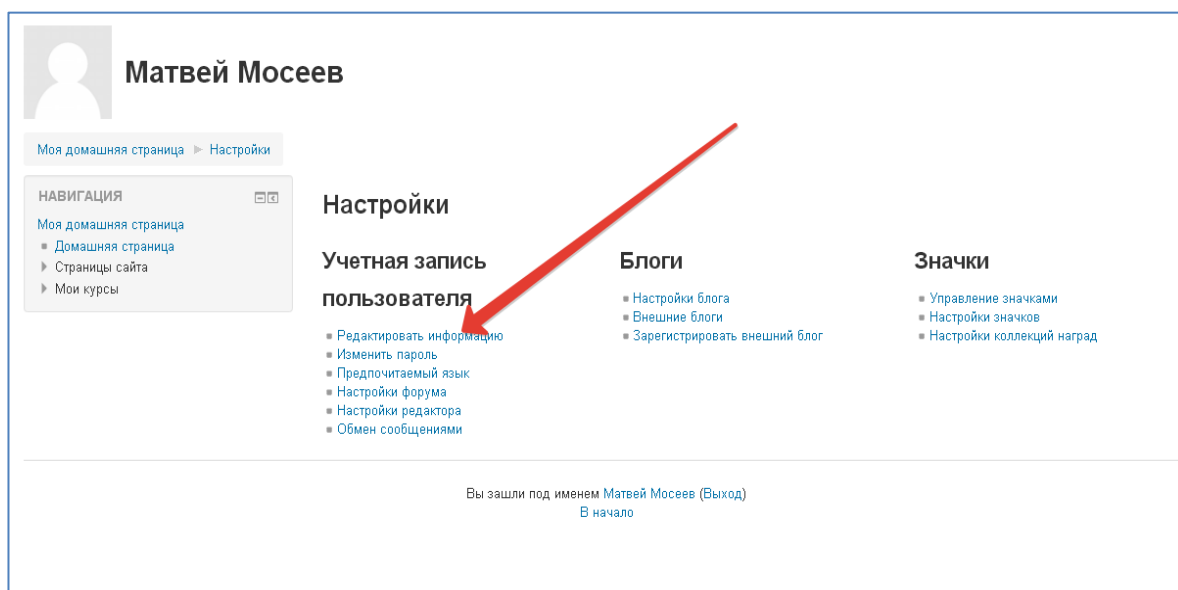 Матвей Мосеев
Моя домашняя страница ► Настройки
НАВИГАЦИЯ
Моя домашняя страница
Домашняя страница
Страницы сайта
Мои курсы
Настройки
Учетная запись
пользователя
Редактировать информацию
Изменить пароль
Предпочитаемый язык
Настройки форума
Настройки редактора
Обмен сообщениями
Блоги
Настройки блога
Внешние блоги
Зарегистрировать внешний блог
Значки
Управление значками
Настройки значков
Настройки коллекций наград
Вы зашли под именем Матвей Мосеев (Выход)
В начало